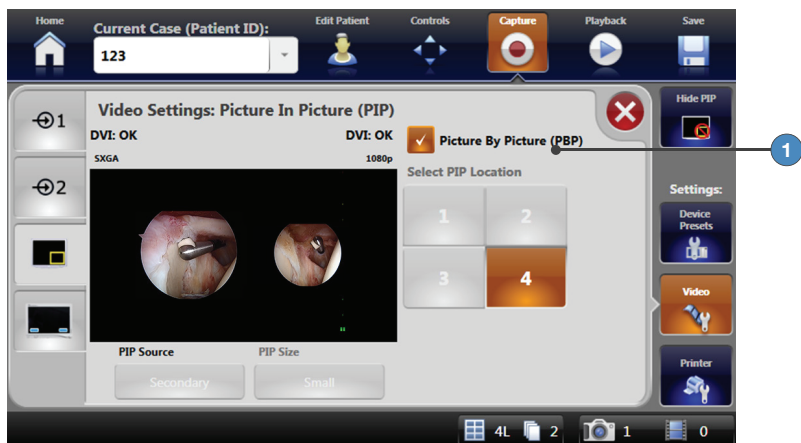 Home
Current Case (Patient ID):
123
Edit Patient
Controls
Capture
Playback
Save
1
2
Video Settings: Picture In Picture (PIP)
DVI: OK
DVI: OK
SXGA
1080p
Picture By Picture (PBP)
Select PIP Location
1
2
3
4
PIP Source
PIP Size
Secondary
Small
Hide PIP
Settings:
Device
Presets
Video
Printer
4L
2
1
0
1